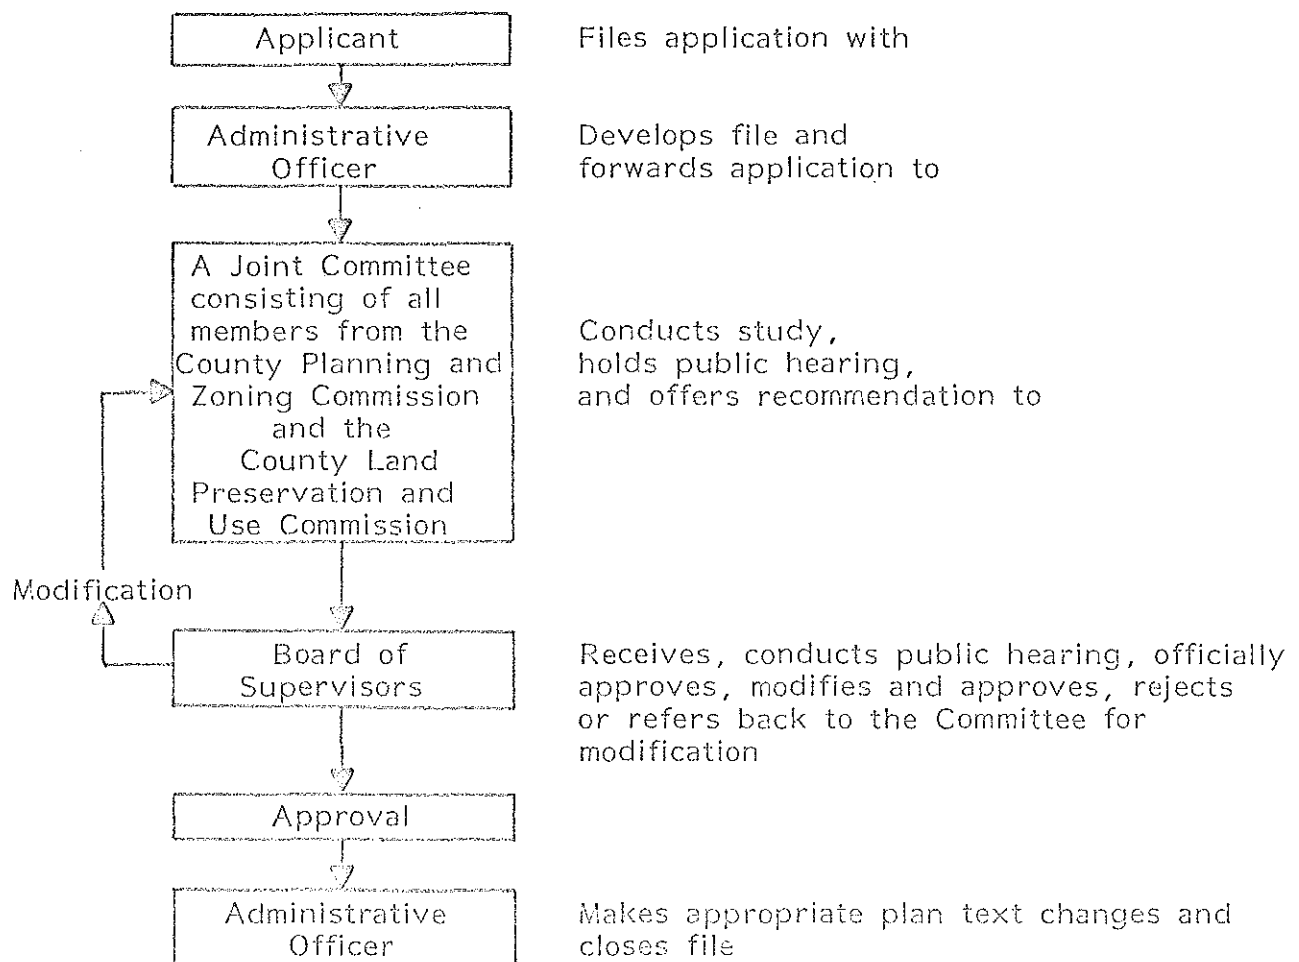 Applicant
Files application with
Administrative
Officer
Develops file and
forwards application to
A Joint Committee
consisting of all
members from the
County Planning and
Zoning Commission
and the
County Land
Preservation and
Use Commission
Conducts study,
holds public hearing,
and offers recommendation to
Modification
Board of
Supervisors
Receives, conducts public hearing, officially
approves, modifies and approves, rejects
or refers back to the Committee for
modification
Approval
Administrative
Officer
Makes appropriate plan text changes and
closes file